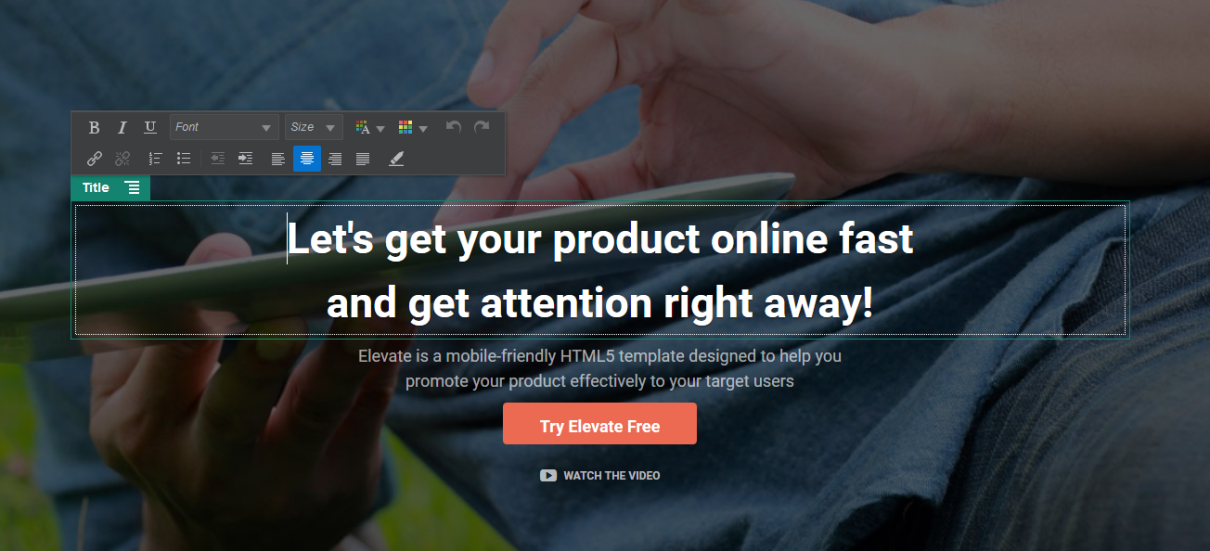 B I U Font Size A
Title
Let's get your product online fast
and get attention right away!
Elevate is a mobile-friendly HTML5 template designed to help you
promote your product effectively to your target users
Try Elevate Free
WATCH THE VIDEO